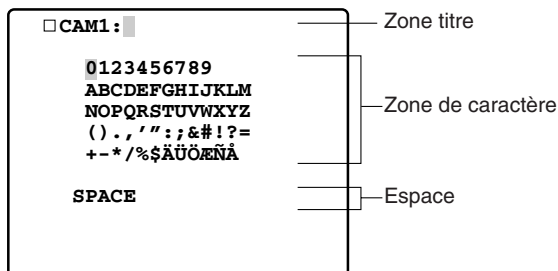 □CAM1:
Zone titre
0123456789
ABCDEFGHIJKLM
NOPQRSTUVWXYZ
().,'":;&#!?=
+-*/%$ÄÜÖÆÑÅ
Zone de caractère
SPACE
Espace